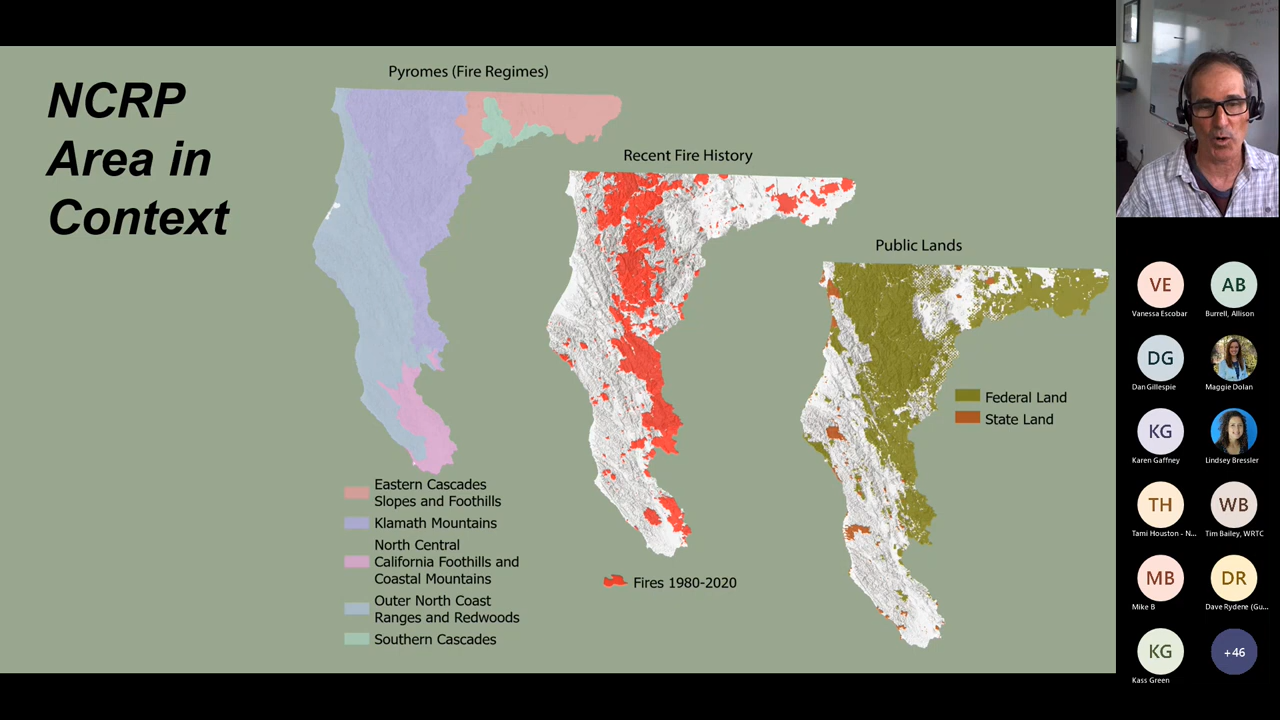 NCRP
Area in
Context
Pyromes (Fire Regimes)
Recent Fire History
Public Lands
Eastern Cascades
Slopes and Foothills
Klamath Mountains
North Central
California Foothills and
Coastal Mountains
Outer North Coast
Ranges and Redwoods
Southern Cascades
Fires 1980-2020
Federal Land
State Land
VE
Vanessa Escobar
AB
Burrell, Allison
DG
Dan Gillespie
Maggie Dolan
KG
Karen Gaffney
Lindsey Bressler
TH
Tami Houston - N...
WB
Tim Bailey, WRTC
MB
Mike B
DR
Dave Rydene (Gu...
KG
Kass Green
+46